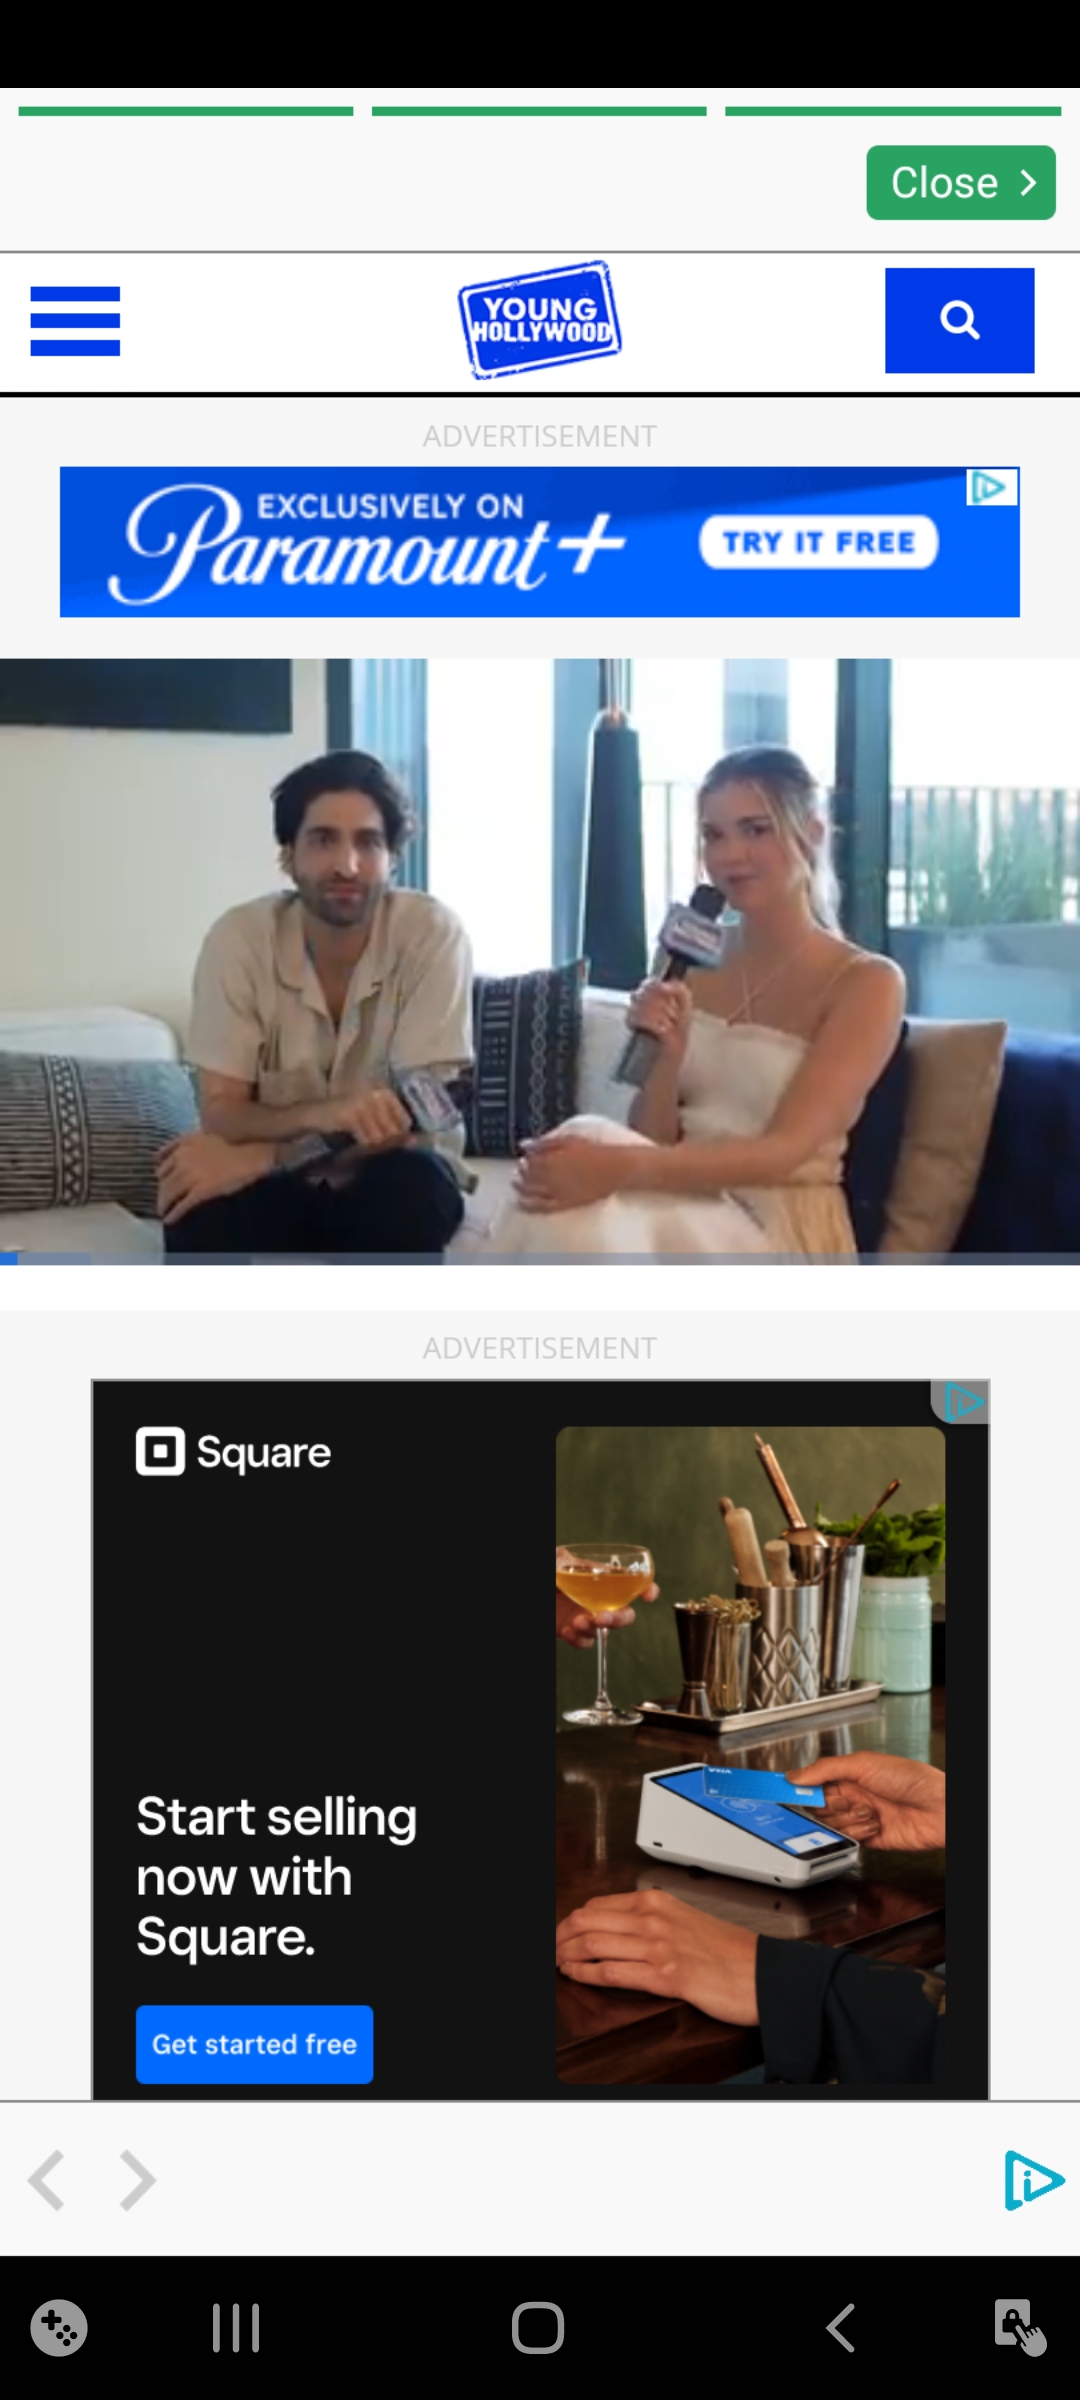 Close
YOUNG
HOLLYWOOD
ADVERTISEMENT
EXCLUSIVELY ON
Paramount+
TRY IT FREE
ADVERTISEMENT
Square
VISA
Start selling
now with
Square.
Get started free